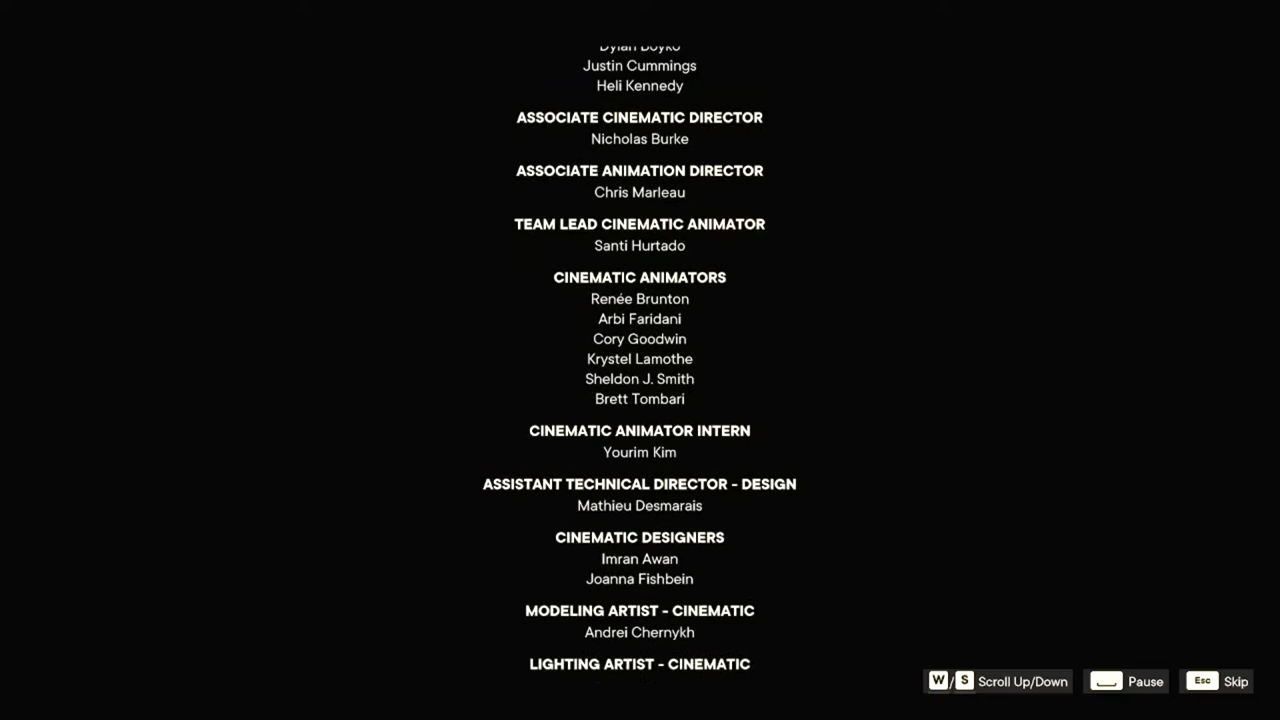 Justin Cummings
Heli Kennedy
ASSOCIATE CINEMATIC DIRECTOR
Nicholas Burke
ASSOCIATE ANIMATION DIRECTOR
Chris Marleau
TEAM LEAD CINEMATIC ANIMATOR
Santi Hurtado
CINEMATIC ANIMATORS
Renée Brunton
Arbi Faridani
Cory Goodwin
Krystel Lamothe
Sheldon J. Smith
Brett Tombari
CINEMATIC ANIMATOR INTERN
Yourim Kim
ASSISTANT TECHNICAL DIRECTOR - DESIGN
Mathieu Desmarais
CINEMATIC DESIGNERS
Imran Awan
Joanna Fishbein
MODELING ARTIST - CINEMATIC
Andrei Chernykh
LIGHTING ARTIST - CINEMATIC
W / S Scroll Up/Down Pause Esc Skip